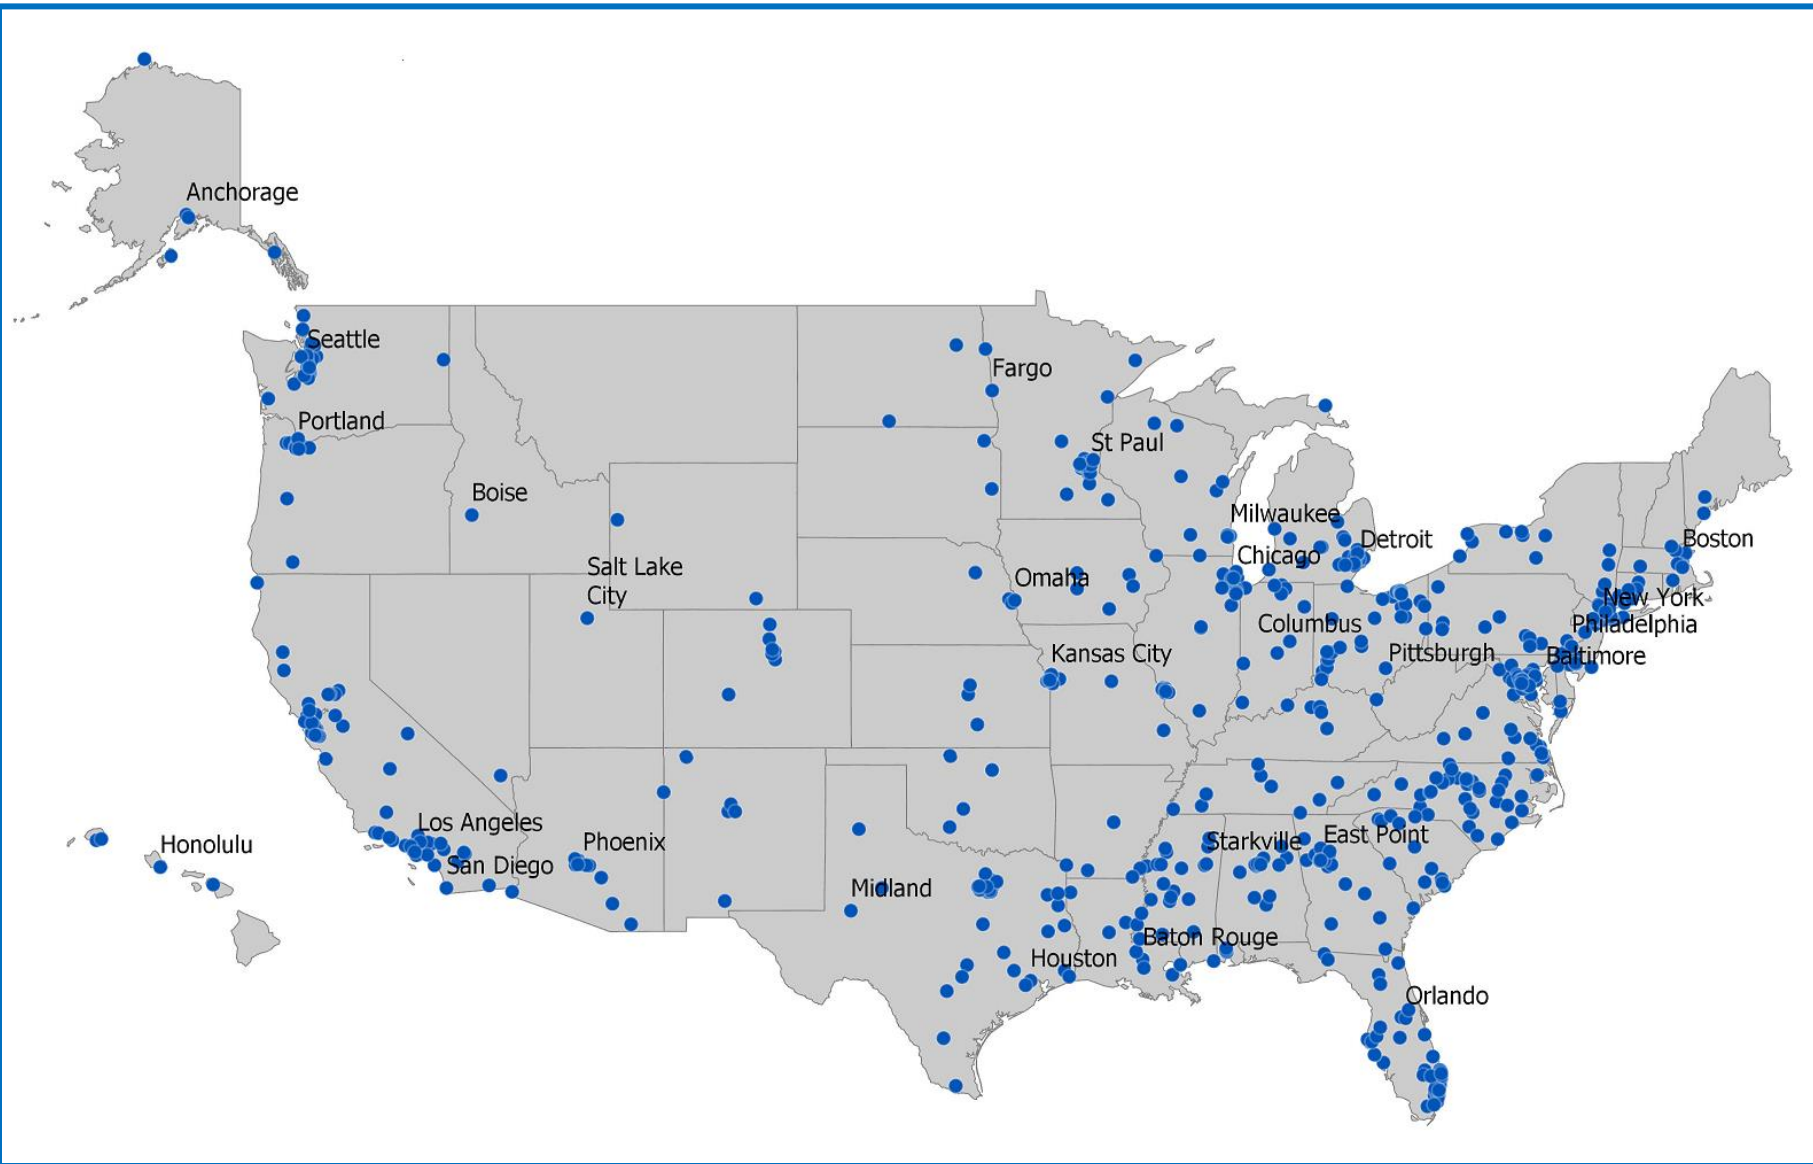 Anchorage
Seattle
Fargo
Portland
St Paul
Boise
Milwaukee
Detroit
Boston
Chicago
Salt Lake
City
Omaha
New York
Columbus
Philadelphia
Kansas City
Pittsburgh
Baltimore
Los Angeles
Honolulu
Phoenix
Starkville
East Point
San Diego
Midland
Baton Rouge
Houston
Orlando